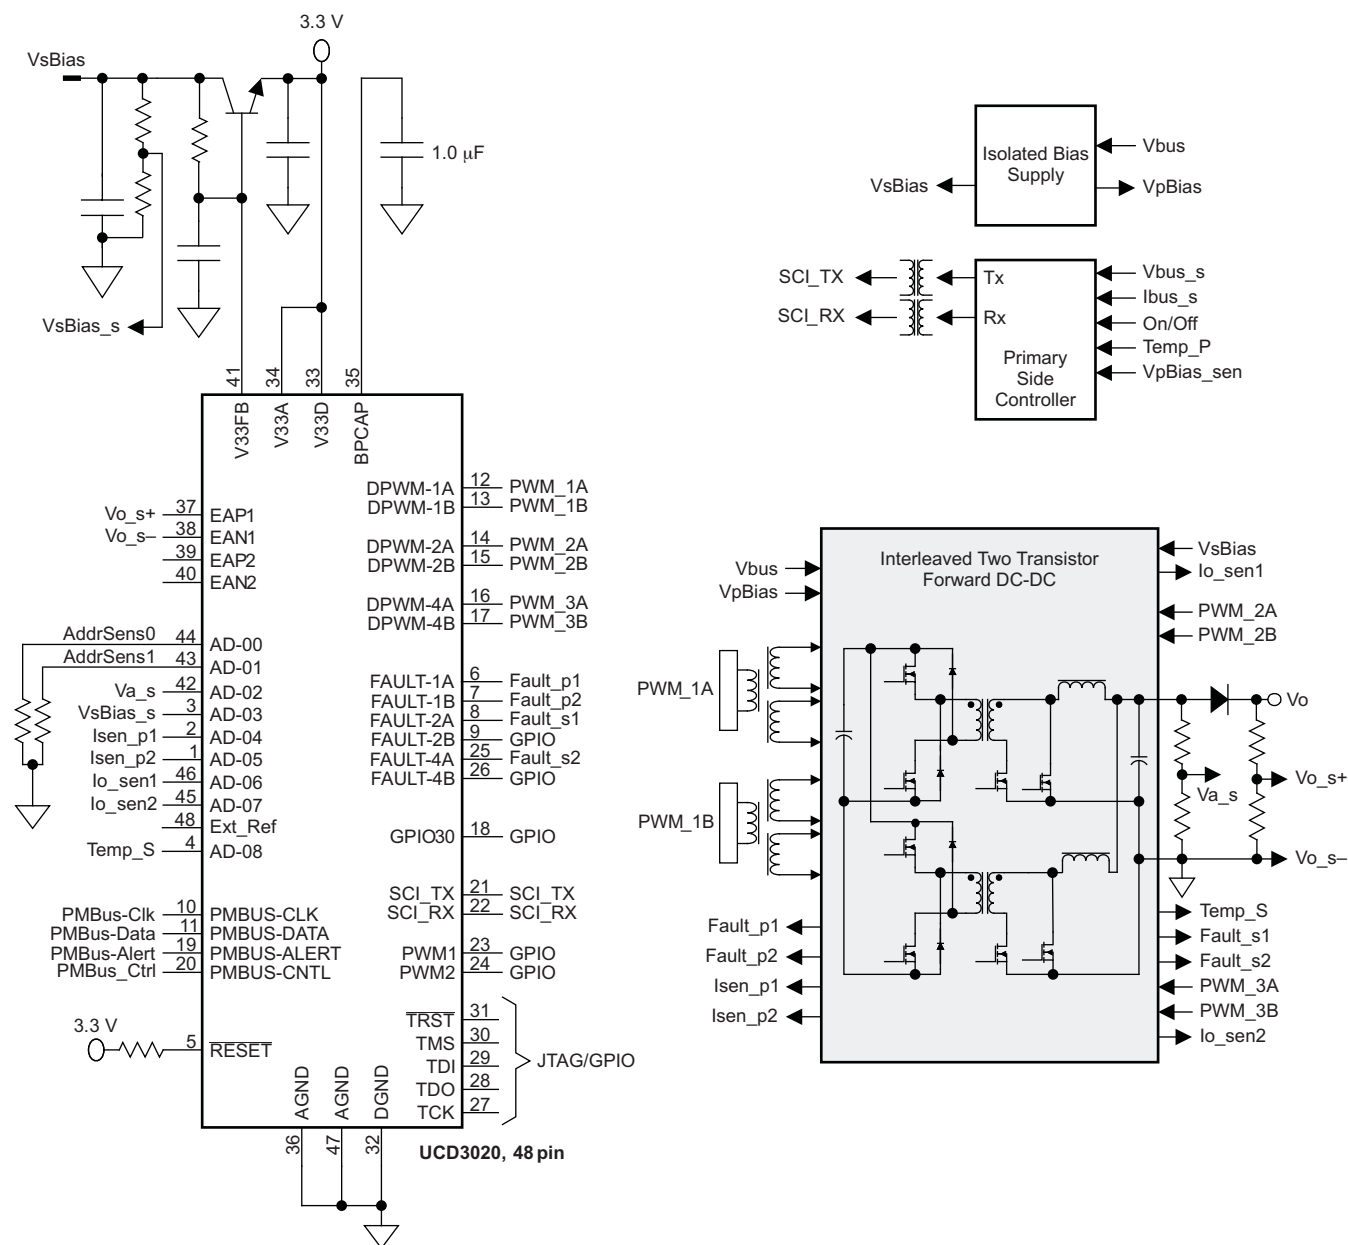 3.3 V
VsBias
1.0 μF
VsBias_s
41
34
33
35
V33FB
V33A
V33D
BPCAP
Vo_s+ 37 EAP1
Vo_s– 38 EAN1
39 EAP2
40 EAN2
AddrSens0 44 AD-00
AddrSens1 43 AD-01
Va_s 42 AD-02
VsBias_s 3 AD-03
Isen_p1 2 AD-04
Isen_p2 1 AD-05
Io_sen1 46 AD-06
Io_sen2 45 AD-07
48 Ext_Ref
Temp_S 4 AD-08
PMBus-Clk 10 PMBUS-CLK
PMBus-Data 11 PMBUS-DATA
PMBus-Alert 19 PMBUS-ALERT
PMBus_Ctrl 20 PMBUS-CNTL
3.3 V
5 RESET
DPWM-1A 12 PWM_1A
DPWM-1B 13 PWM_1B
DPWM-2A 14 PWM_2A
DPWM-2B 15 PWM_2B
DPWM-4A 16 PWM_3A
DPWM-4B 17 PWM_3B
FAULT-1A 6 Fault_p1
FAULT-1B 7 Fault_p2
FAULT-2A 8 Fault_s1
FAULT-2B 9 GPIO
FAULT-4A 25 Fault_s2
FAULT-4B 26 GPIO
GPIO30 18 GPIO
SCI_TX 21 SCI_TX
SCI_RX 22 SCI_RX
PWM1 23 GPIO
PWM2 24 GPIO
TRST 31
TMS 30
TDI 29
TDO 28
TCK 27
JTAG/GPIO
AGND
AGND
DGND
36
47
32
UCD3020, 48 pin
Isolated Bias
Supply
Vbus
VsBias
VpBias
SCI_TX
Tx
SCI_RX
Rx
Primary
Side
Controller
Vbus_s
Ibus_s
On/Off
Temp_P
VpBias_sen
Interleaved Two Transistor
Forward DC-DC
Vbus
VpBias
PWM_1A
PWM_1B
Fault_p1
Fault_p2
Isen_p1
Isen_p2
VsBias
Io_sen1
PWM_2A
PWM_2B
Vo
Vo_s+
Va_s
Vo_s–
Temp_S
Fault_s1
Fault_s2
PWM_3A
PWM_3B
Io_sen2